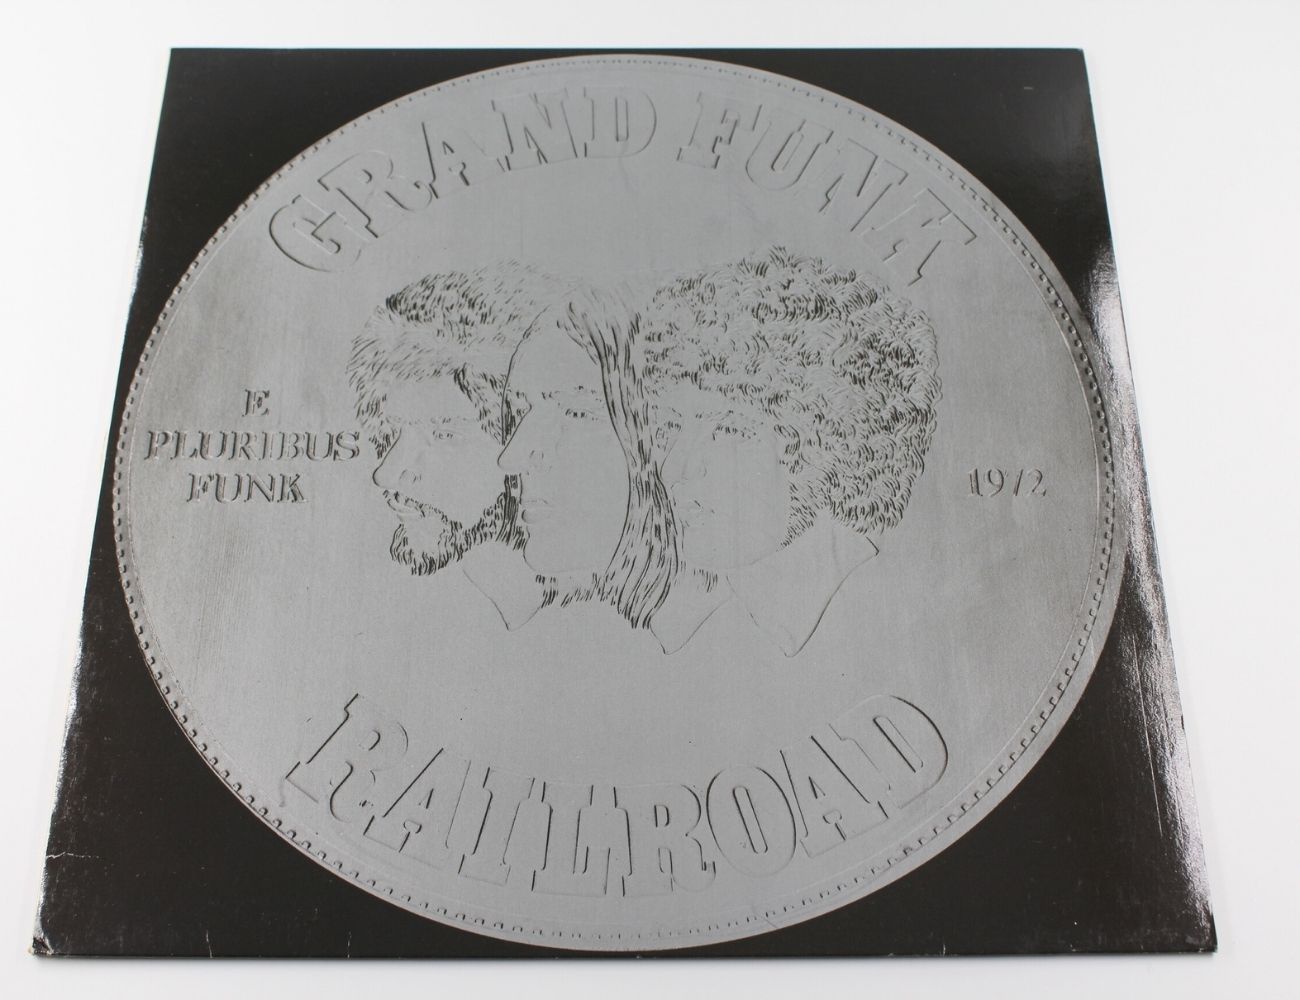 GRAND FUNK
E
PLURIBUS
FUNK
1972
RAILROAD